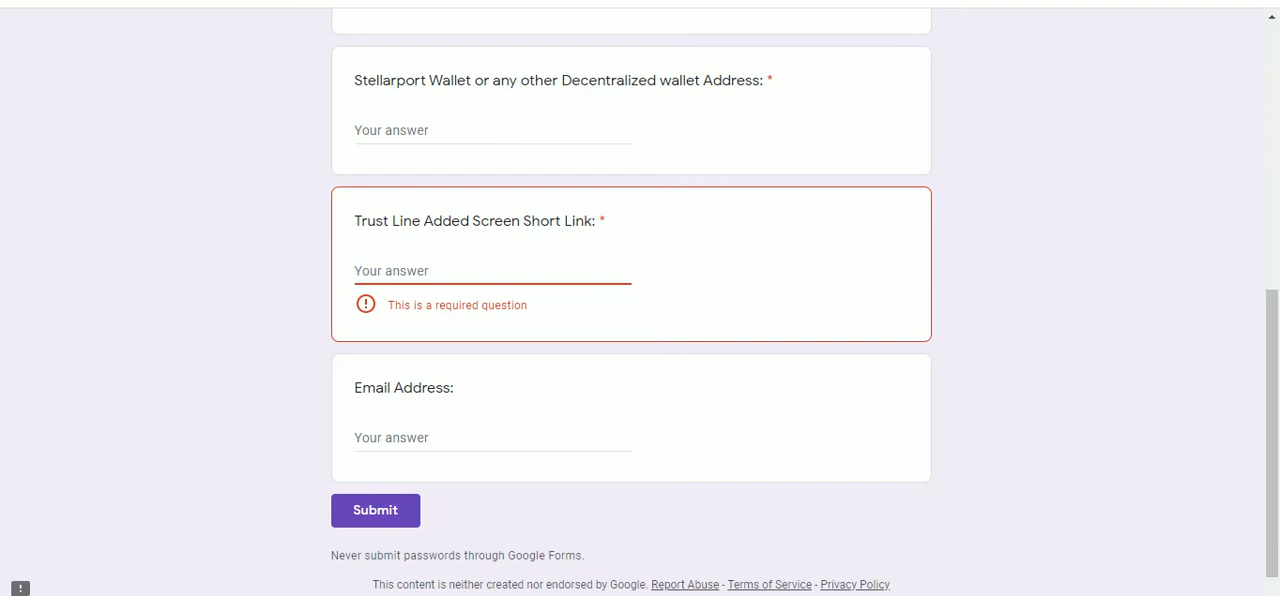 Stellarport Wallet or any other Decentralized wallet Address: *
Your answer
Trust Line Added Screen Short Link: *
Your answer
This is a required question
Email Address:
Your answer
Submit
Never submit passwords through Google Forms.
This content is neither created nor endorsed by Google. Report Abuse - Terms of Service - Privacy Policy